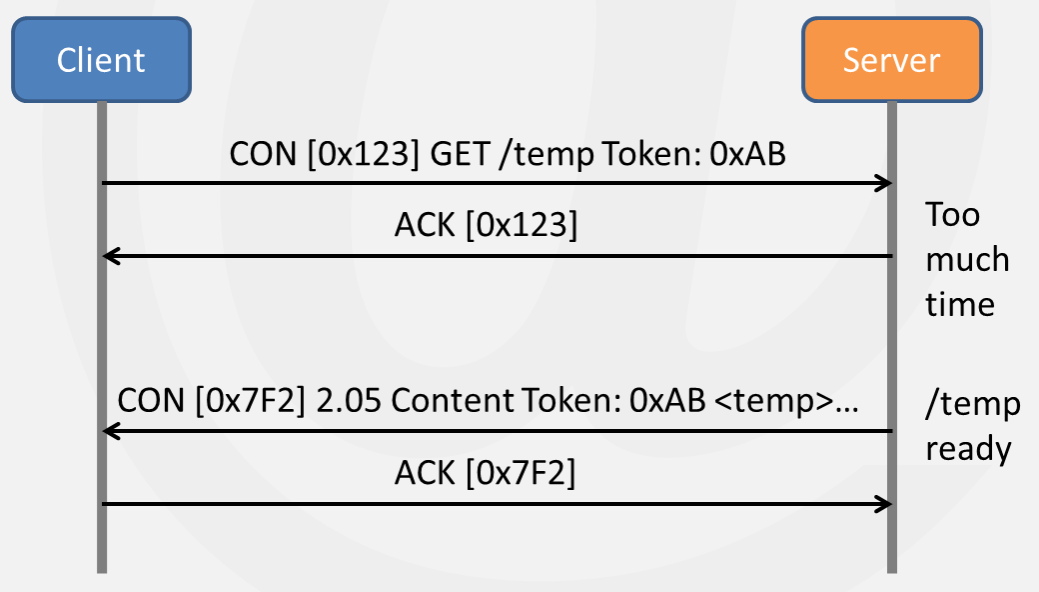 Client
Server
CON [0x123] GET /temp Token: 0xAB
ACK [0x123]
Too
much
time
CON [0x7F2] 2.05 Content Token: 0xAB <temp>...
/temp
ready
ACK [0x7F2]